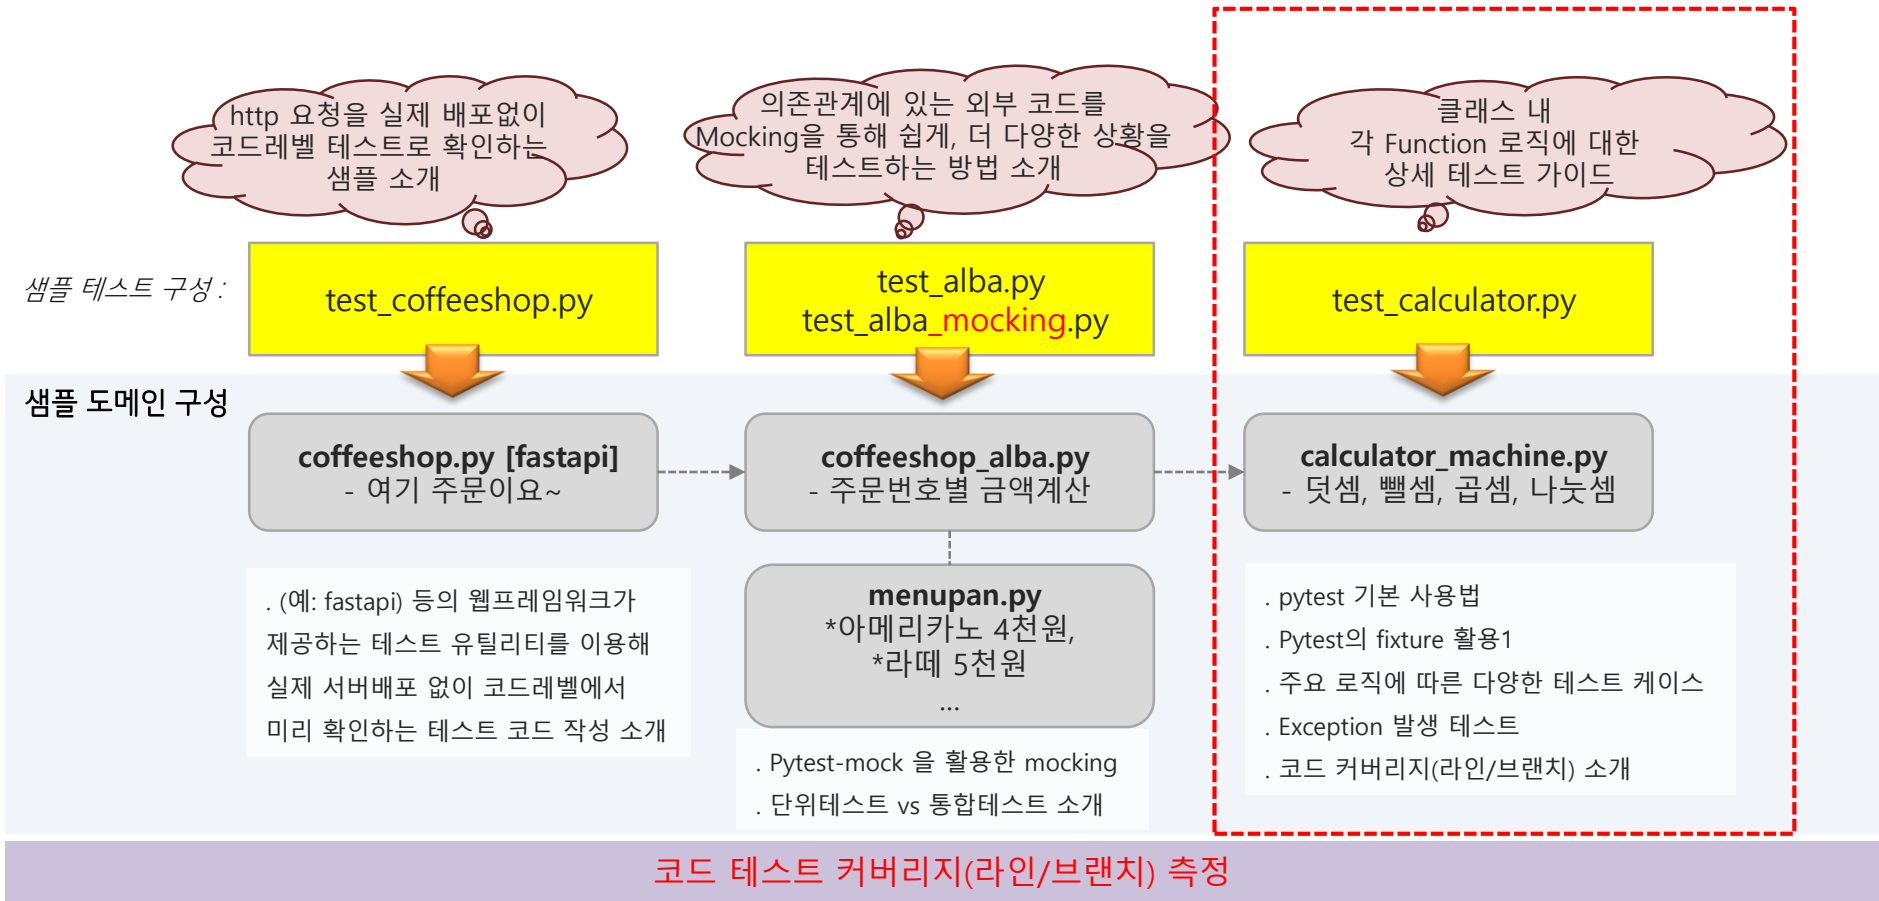 http 요청을 실제 배포없이
코드레벨 테스트로 확인하는
샘플 소개
의존관계에 있는 외부 코드를
Mocking을 통해 쉽게, 더 다양한 상황을
테스트하는 방법 소개
클래스 내
각 Function 로직에 대한
상세 테스트 가이드
샘플 테스트 구성 :
test_coffeeshop.py
test_alba.py
test_alba_mocking.py
test_calculator.py
샘플 도메인 구성
coffeeshop.py [fastapi]
- 여기 주문이요~
coffeeshop_alba.py
- 주문번호별 금액계산
calculator_machine.py
- 덧셈, 뺄셈, 곱셈, 나눗셈
menupan.py
*아메리카노 4천원,
*라떼 5천원
...
. (예: fastapi) 등의 웹프레임워크가
제공하는 테스트 유틸리티를 이용해
실제 서버배포 없이 코드레벨에서
미리 확인하는 테스트 코드 작성 소개
. Pytest-mock 을 활용한 mocking
. 단위테스트 vs 통합테스트 소개
. pytest 기본 사용법
. Pytest의 fixture 활용1
. 주요 로직에 따른 다양한 테스트 케이스
. Exception 발생 테스트
. 코드 커버리지(라인/브랜치) 소개
코드 테스트 커버리지(라인/브랜치) 측정